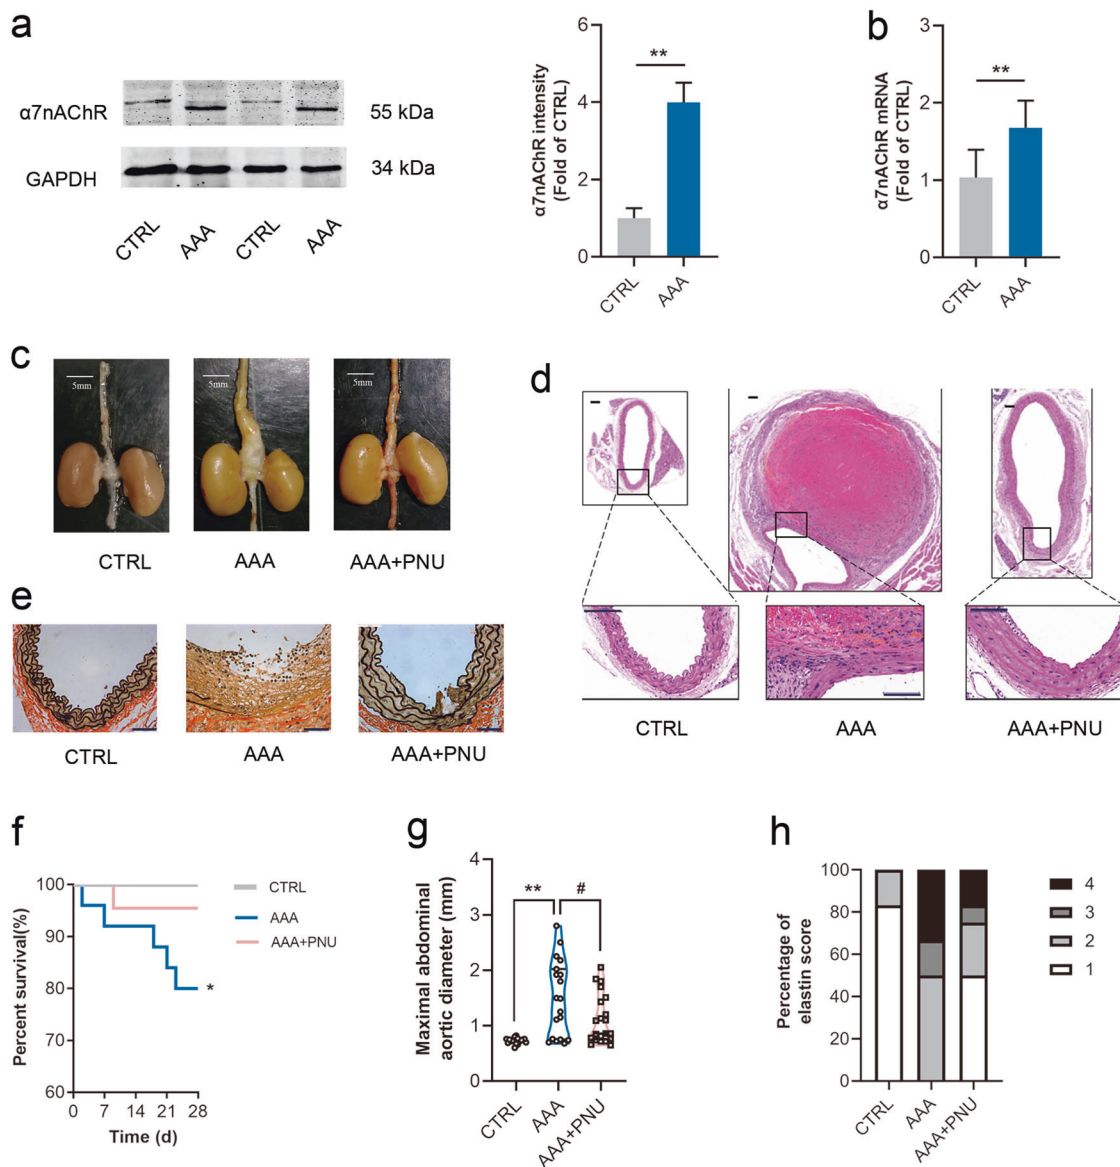 a
α7nAChR
55 kDa
GAPDH
34 kDa
CTRL
AAA
CTRL
AAA
α7nAChR intensity
(Fold of CTRL)
6
4
2
0
**
CTRL
AAA
b
α7nAChR mRNA
(Fold of CTRL)
3
2
1
0
**
CTRL
AAA
c
5mm
5mm
5mm
CTRL
AAA
AAA+PNU
d
CTRL
AAA
AAA+PNU
e
CTRL
AAA
AAA+PNU
f
Percent survival(%)
100
90
80
70
60
0
7
14
21
28
Time (d)
*
CTRL
AAA
AAA+PNU
g
Maximal abdominal
aortic diameter (mm)
4
3
2
1
0
**
#
CTRL
AAA
AAA+PNU
h
Percentage of
elastin score
100
80
60
40
20
0
CTRL
AAA
AAA+PNU
4
3
2
1